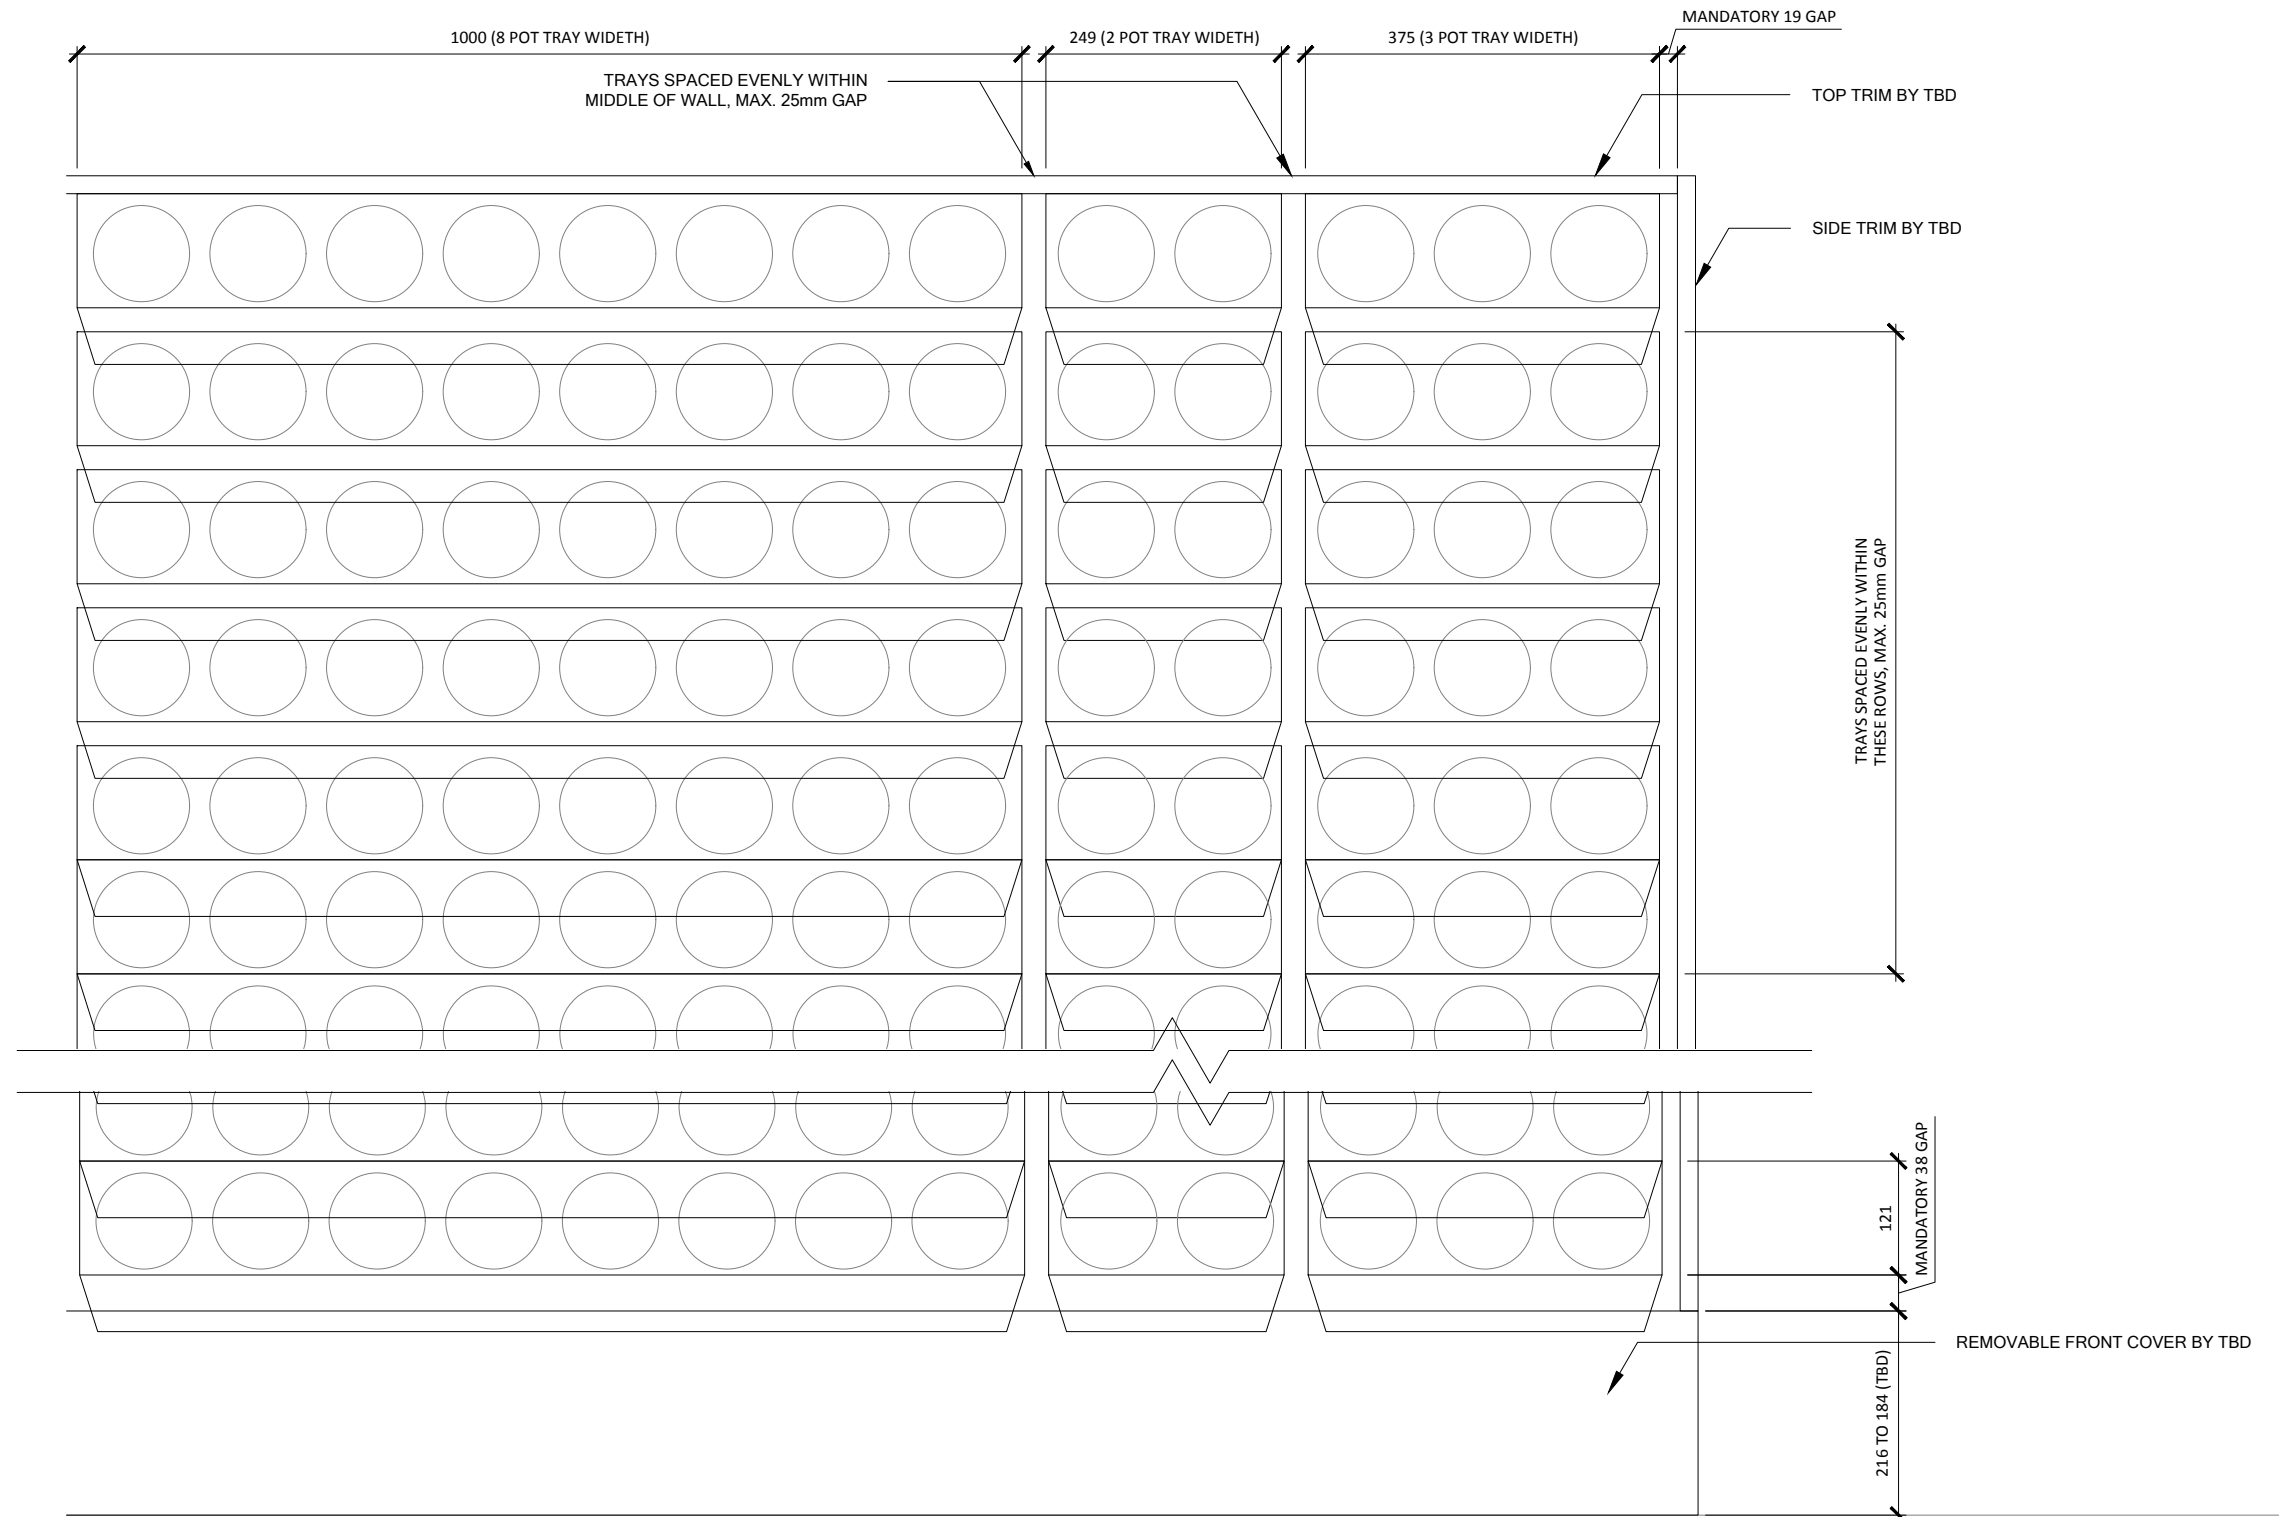 MANDATORY 19 GAP
1000 (8 POT TRAY WIDETH)
249 (2 POT TRAY WIDETH)
375 (3 POT TRAY WIDETH)
TRAYS SPACED EVENLY WITHIN
MIDDLE OF WALL, MAX. 25mm GAP
TOP TRIM BY TBD
SIDE TRIM BY TBD
TRAYS SPACED EVENLY WITHIN
THESE ROWS, MAX. 25mm GAP
MANDATORY 38 GAP
121
REMOVABLE FRONT COVER BY TBD
216 TO 184 (TBD)